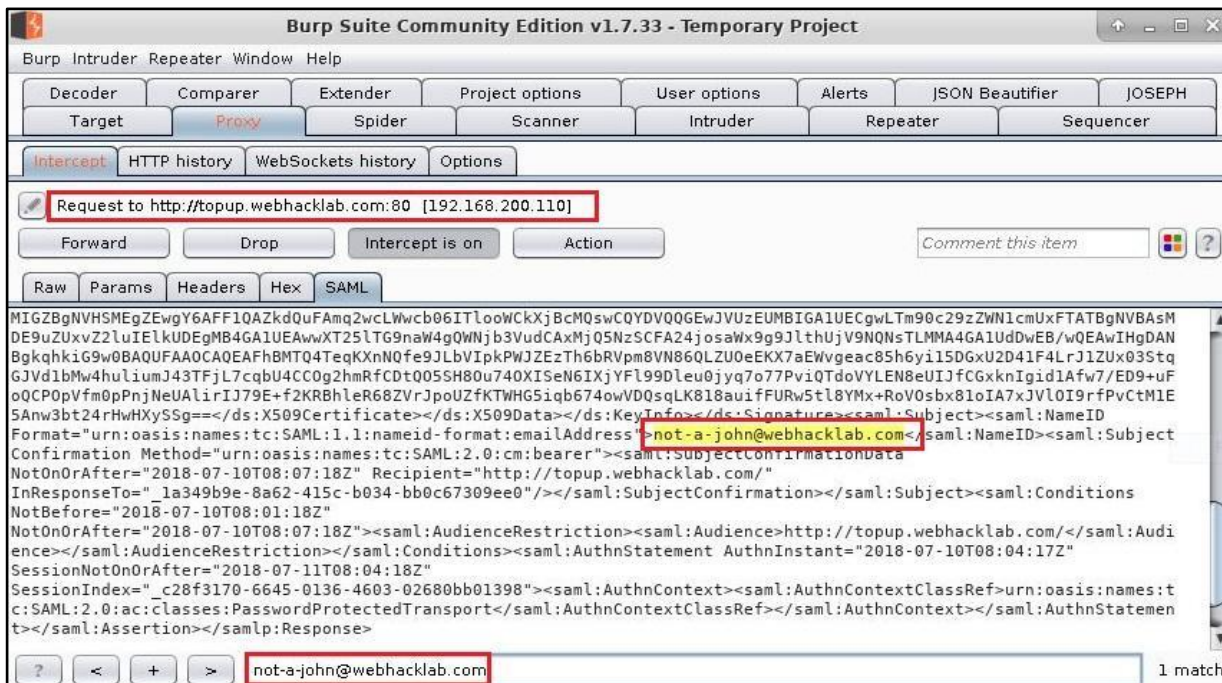 Burp Suite Community Edition v1.7.33 - Temporary Project
Burp Intruder Repeater Window Help
Decoder Comparer Extender Project options User options Alerts JSON Beautifier JOSEPH
Target Proxy Spider Scanner Intruder Repeater Sequencer
Intercept HTTP history WebSockets history Options
Request to http://topup.webhacklab.com:80 [192.168.200.110]
Forward Drop Intercept is on Action Comment this item ?
Raw Params Headers Hex SAML
MIGZBgNVHSMEgZEwgY6AFF1QAZkdQuFAmq2wcLWwcb06ITlooWCkXjBcMQswCQYDVQQGEwJVUzEUMBIGA1UECgwLTm90c29zZWN1cmUxFTATBgNVBAsM
DE9uZUxvZ2luIElkUDEgMB4GA1UEAwwXT25lTG9naW4gQWNjb3VudCAxMjQ5NzSCFA24josaWx9g9JlthUjV9NQNsTLMMA4GA1UdDwEB/wQEAwIHgDAN
BgkqhkiG9w0BAQUFAAOCAQEAFhBMTQ4TeqKXnNQfe9JLbVIpkPWJZEzTh6bRVpm8VN86QLZUOeEKX7aEWvgeac85h6yi15DGxU2D41F4LrJ1ZUx03Stq
GJVd1bMw4huliumJ43TFjL7cqbU4CCOg2hmRfCDtQO5SH8Ou74OXISeN6IXjYFl99Dleu0jyq7o77PviQTdoVYLEN8eUIJfCGxknIgid1Afw7/ED9+uF
oQCPOpVfm0pPnjNeUAlirIJ79E+f2KRBhleR68ZVrJpoUZfKTWHG5iqb674owVDQsqLK818auifFURw5tl8YMx+RoVOsbx81oIA7xJVlOI9rfPvCtM1E
5Anw3bt24rHwHXySSg==</ds:X509Certificate></ds:X509Data></ds:KeyInfo></ds:Signature><saml:Subject><saml:NameID
Format="urn:oasis:names:tc:SAML:1.1:nameid-format:emailAddress">not-a-john@webhacklab.com</saml:NameID><saml:Subject
Confirmation Method="urn:oasis:names:tc:SAML:2.0:cm:bearer"><saml:SubjectConfirmationData
NotOnOrAfter="2018-07-10T08:07:18Z" Recipient="http://topup.webhacklab.com/"
InResponseTo="_1a349b9e-8a62-415c-b034-bb0c67309ee0"/></saml:SubjectConfirmation></saml:Subject><saml:Conditions
NotBefore="2018-07-10T08:01:18Z"
NotOnOrAfter="2018-07-10T08:07:18Z"><saml:AudienceRestriction><saml:Audience>http://topup.webhacklab.com/</saml:Audi
ence></saml:AudienceRestriction></saml:Conditions><saml:AuthnStatement AuthnInstant="2018-07-10T08:04:17Z"
SessionNotOnOrAfter="2018-07-11T08:04:18Z"
SessionIndex="_c28f3170-6645-0136-4603-02680bb01398"><saml:AuthnContext><saml:AuthnContextClassRef>urn:oasis:names:t
c:SAML:2.0:ac:classes:PasswordProtectedTransport</saml:AuthnContextClassRef></saml:AuthnContext></saml:AuthnStatemen
t></saml:Assertion></samlp:Response>
? < + > not-a-john@webhacklab.com 1 match